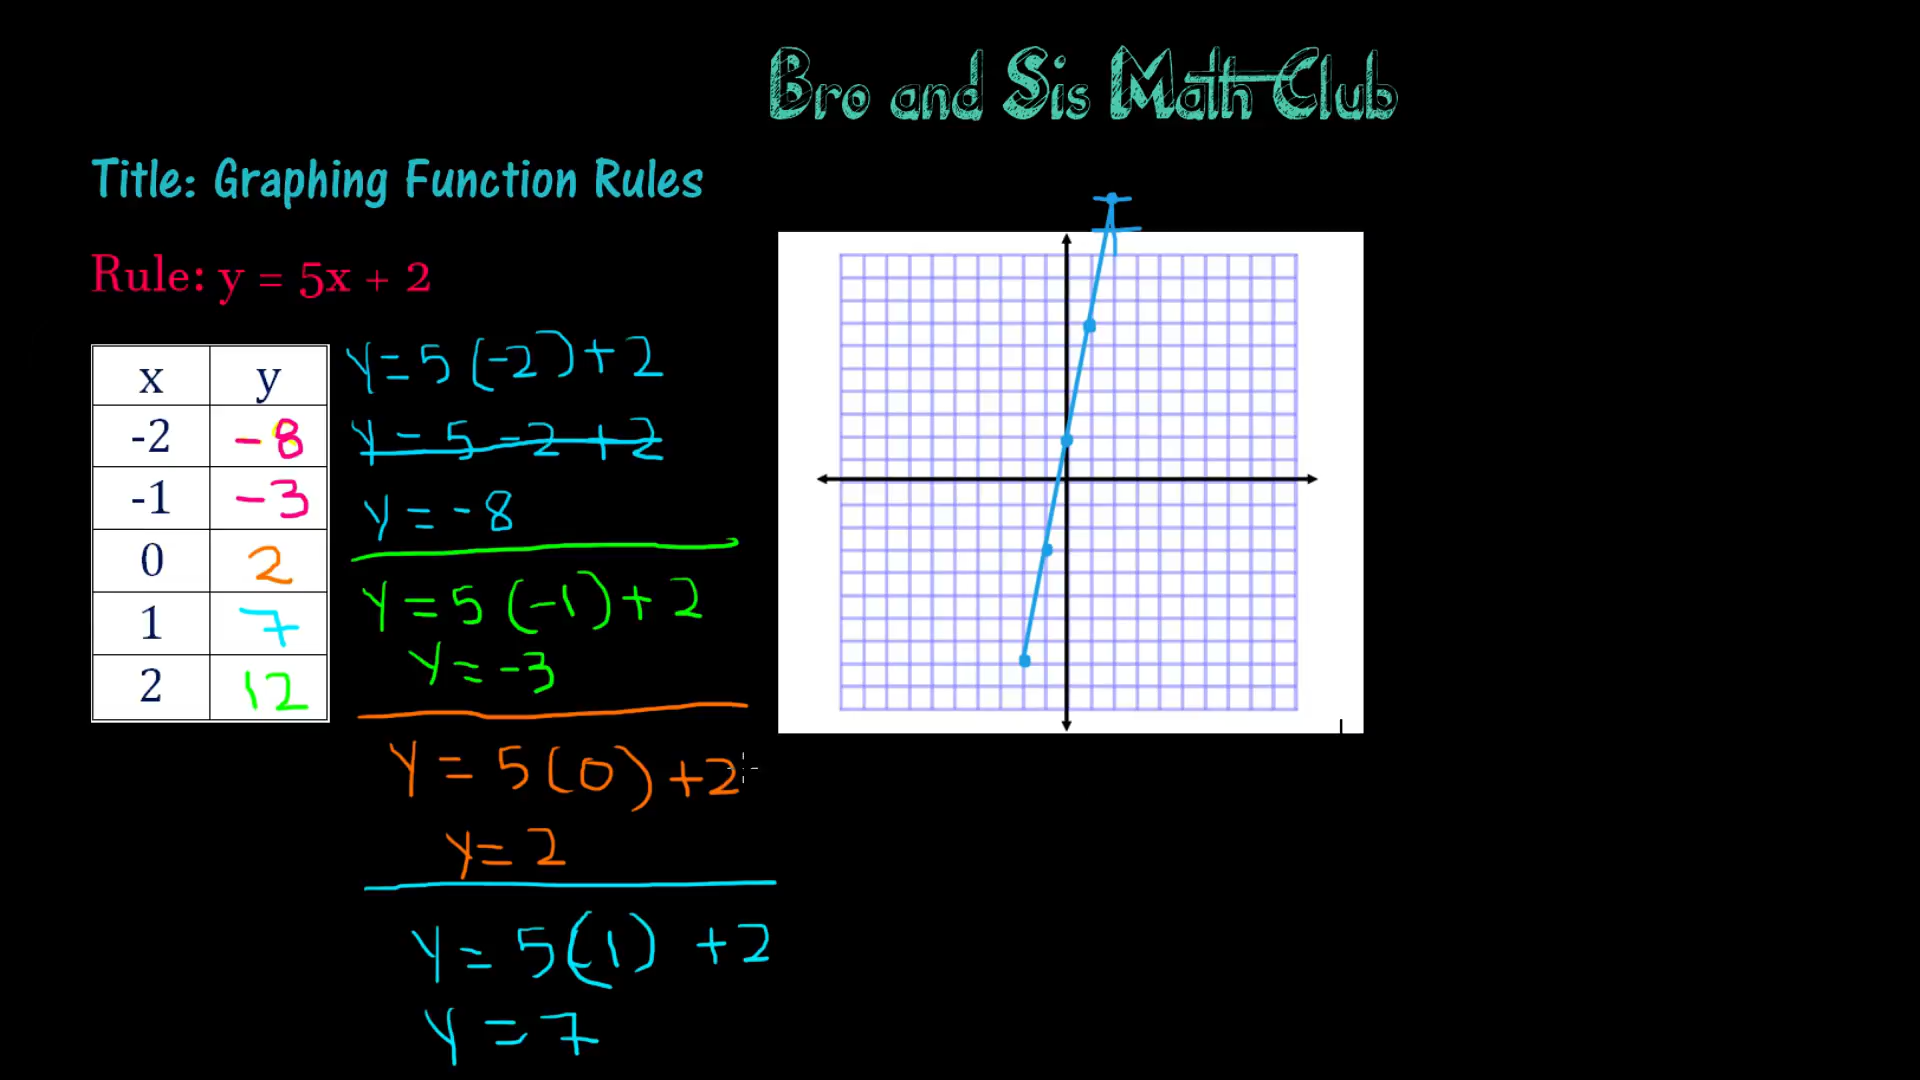 Bro and Sis Math Club
Title: Graphing Function Rules
Rule: y = 5x + 2
x y
-2 -8
-1 -3
0 2
1 7
2 12
y = 5(-2) + 2
y = 5 - 2 + 2
y = -8
y = 5(-1) + 2
y = -3
y = 5(0) + 2
y = 2
y = 5(1) + 2
y = 7